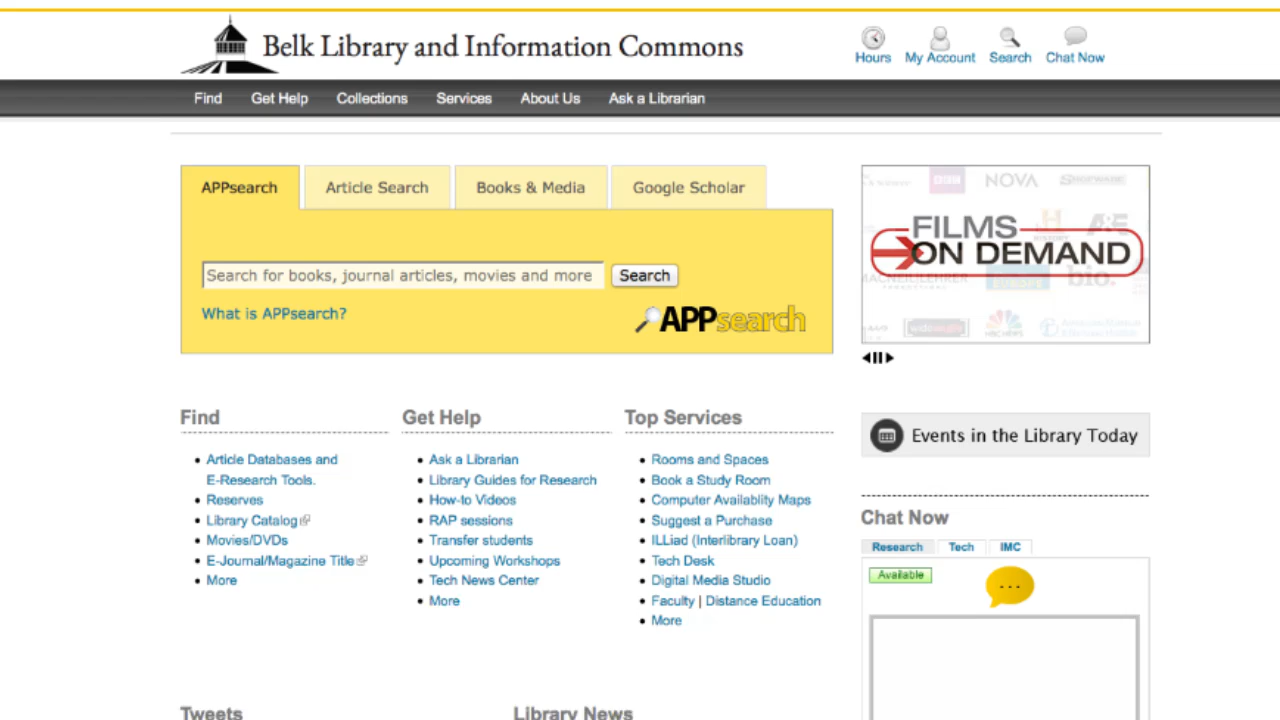 Belk Library and Information Commons
Hours My Account Search Chat Now
Find Get Help Collections Services About Us Ask a Librarian
APPsearch Article Search Books & Media Google Scholar
Search for books, journal articles, movies and more Search
What is APPsearch?
APPsearch
BBC NOVA
FILMS
ON DEMAND
bio.
Events in the Library Today
Find
Article Databases and
E-Research Tools.
Reserves
Library Catalog
Movies/DVDs
E-Journal/Magazine Title
More
Get Help
Ask a Librarian
Library Guides for Research
How-to Videos
RAP sessions
Transfer students
Upcoming Workshops
Tech News Center
More
Top Services
Rooms and Spaces
Book a Study Room
Computer Availablity Maps
Suggest a Purchase
ILLiad (Interlibrary Loan)
Tech Desk
Digital Media Studio
Faculty | Distance Education
More
Chat Now
Research Tech IMC
Available
Tweets
Library News